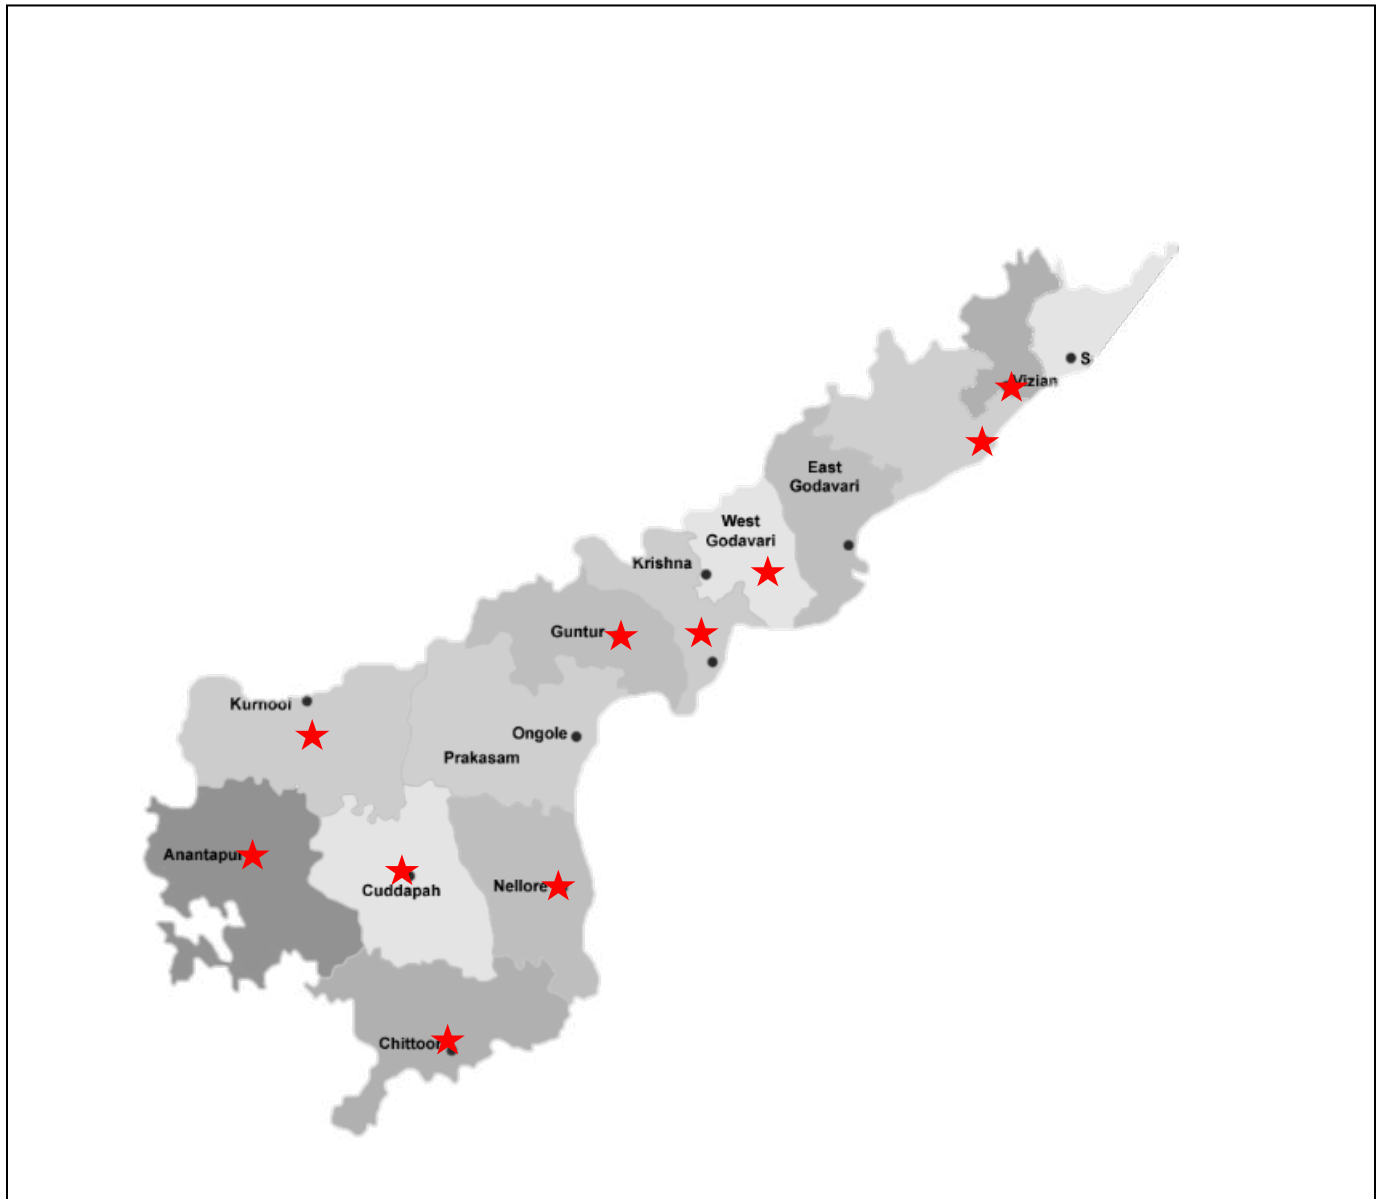 S
Vizian
East
Godavari
West
Godavari
Krishna
Guntur
Kurnool
Ongole
Prakasam
Anantapur
Cuddapah
Nellore
Chittoor